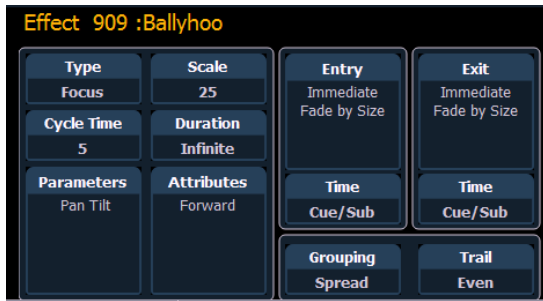 Effect 909 :Ballyhoo
Type
Focus
Scale
25
Cycle Time
5
Duration
Infinite
Parameters
Pan Tilt
Attributes
Forward
Entry
Immediate
Fade by Size
Time
Cue/Sub
Exit
Immediate
Fade by Size
Time
Cue/Sub
Grouping
Spread
Trail
Even